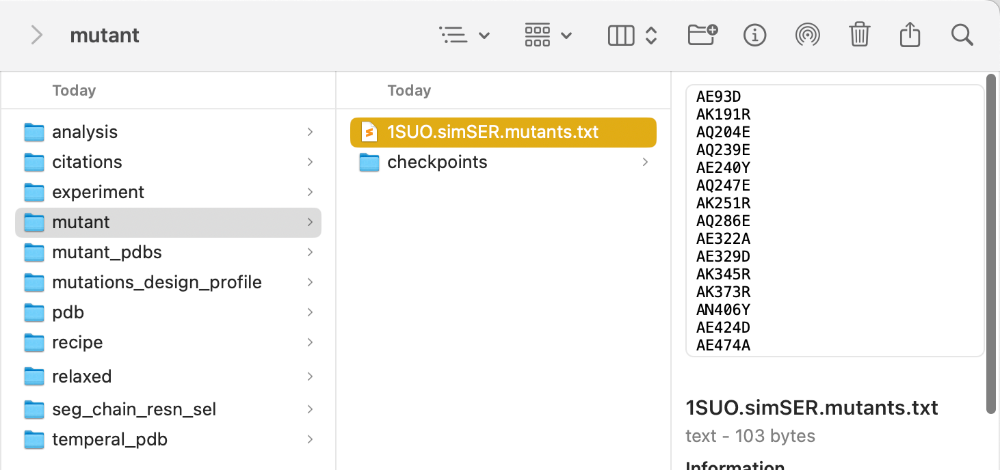 mutant
Today
analysis
citations
experiment
mutant
mutant_pdbs
mutations_design_profile
pdb
recipe
relaxed
seg_chain_resn_sel
temperal_pdb
Today
1SUO.simSER.mutants.txt
checkpoints
AE93D
AK191R
AQ204E
AQ239E
AE240Y
AQ247E
AK251R
AQ286E
AE322A
AE329D
AK345R
AK373R
AN406Y
AE424D
AE474A
1SUO.simSER.mutants.txt
text - 103 bytes
Information